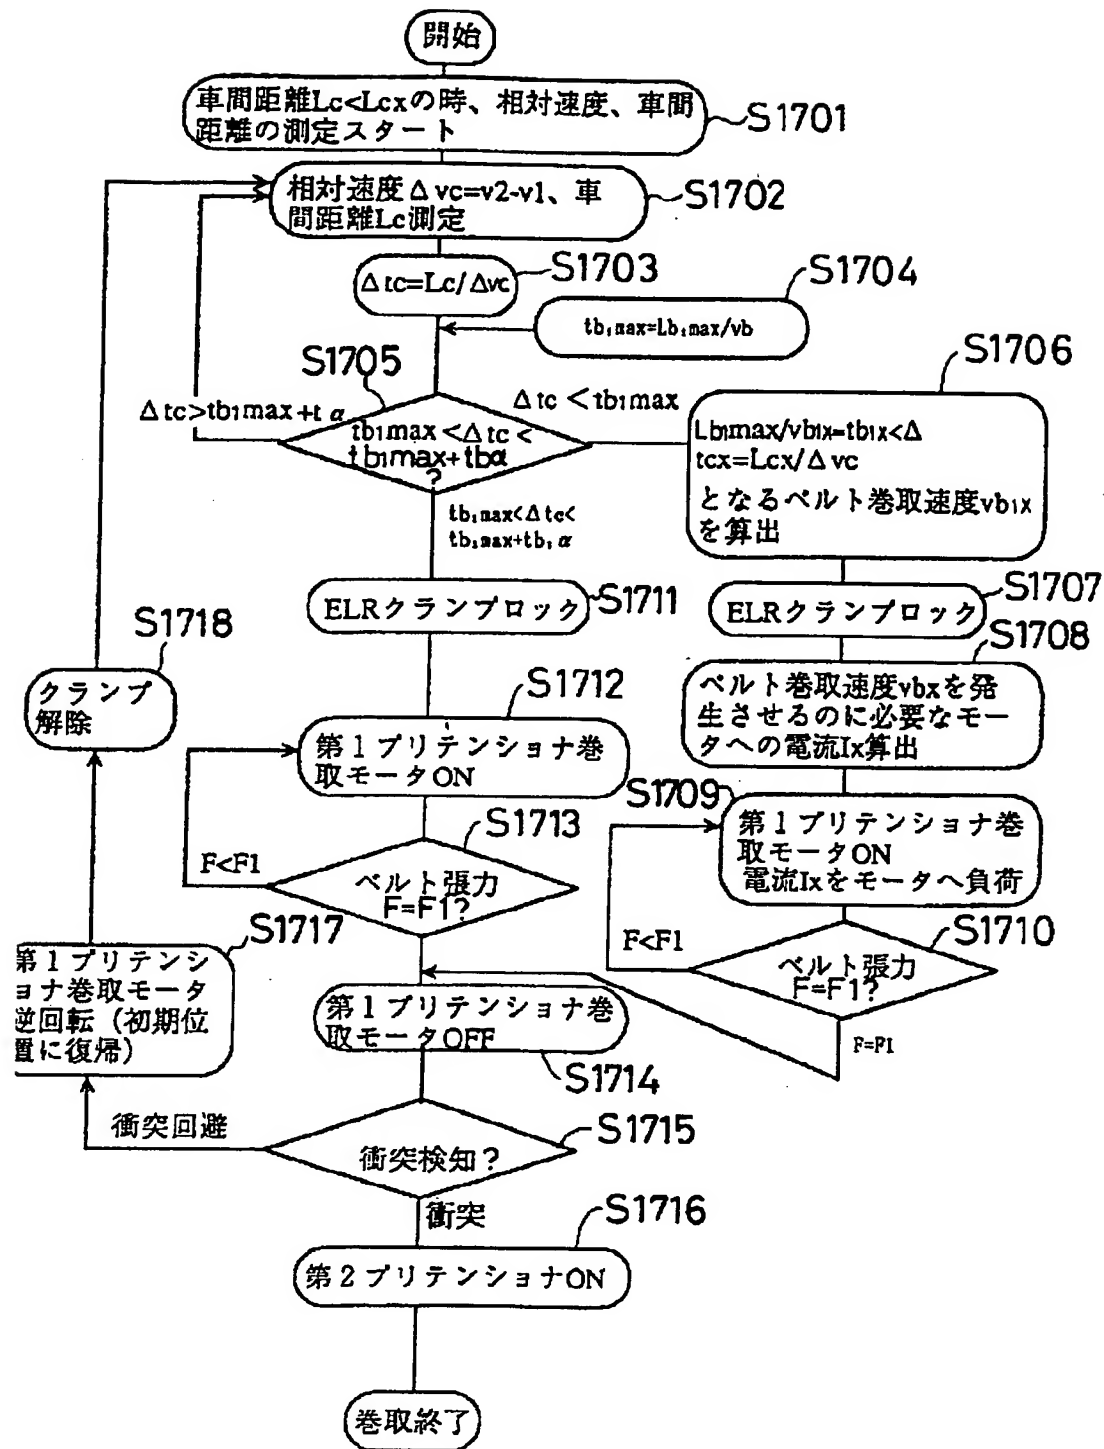 開始
車間距離Lc<Lcxの時、相対速度、車間
距離の測定スタート
S1701
相対速度Δvc=v2-v1、車
間距離Lc測定
S1702
Δtc=Lc/Δvc
S1703
S1704
tb1max=Lb1max/vb
S1705
Δtc>tb1max+tα
tb1max<Δtc<
tb1max+tbα
?
Δtc<tb1max
S1706
Lb1max/vb1x=tb1x<Δ
tcx=Lcx/Δvc
となるベルト巻取速度vb1x
を算出
tb1max<Δtc<
tb1max+tb1α
ELRクランプロック
S1711
ELRクランプロック
S1707
S1718
クランプ
解除
S1708
ベルト巻取速度vbxを発
生させるのに必要なモー
タへの電流Ix算出
S1712
第1プリテンショナ巻
取モータON
S1709
第1プリテンショナ巻
取モータON
電流Ixをモータへ負荷
S1713
F<F1
ベルト張力
F=F1?
S1710
F<F1
ベルト張力
F=F1?
F=F1
S1717
第1プリテンシ
ョナ巻取モータ
逆回転（初期位
置に復帰）
第1プリテンショナ巻
取モータOFF
S1714
衝突回避
S1715
衝突検知?
衝突
S1716
第2プリテンショナON
巻取終了